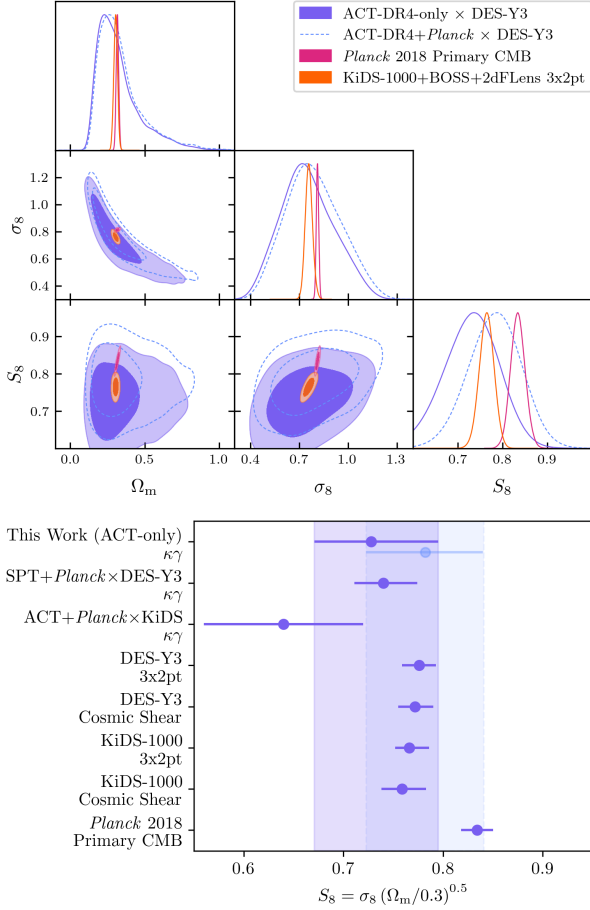 ACT-DR4-only × DES-Y3
ACT-DR4+Planck × DES-Y3
Planck 2018 Primary CMB
KiDS-1000+BOSS+2dFLens 3x2pt
1.2
1.0
0.8
0.6
0.4
σ₈
0.9
0.8
0.7
S₈
0.0 0.5 1.0
Ωₘ
0.4 0.7 1.0 1.3
σ₈
0.7 0.8 0.9
S₈
This Work (ACT-only)
κγ
SPT+Planck×DES-Y3
κγ
ACT+Planck×KiDS
κγ
DES-Y3
3x2pt
DES-Y3
Cosmic Shear
KiDS-1000
3x2pt
KiDS-1000
Cosmic Shear
Planck 2018
Primary CMB
0.6 0.7 0.8 0.9
S₈ = σ₈ (Ωₘ/0.3)⁰·⁵